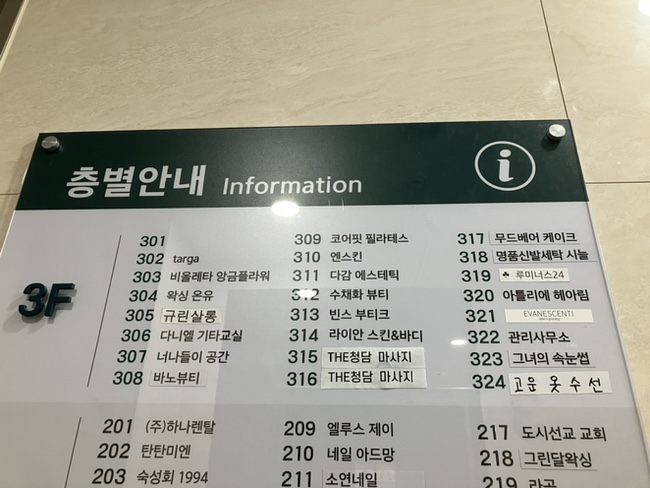 층별안내 Information
3F
301
302 targa
303 비올레타 앙금플라워
304 왁싱 온유
305 규린살롱
306 다니엘 기타교실
307 너나들이 공간
308 바노뷰티
309 코어핏 필라테스
310 엔스킨
311 다감 에스테틱
312 수채화 뷰티
313 빈스 부티크
314 라이안 스킨&바디
315 THE청담 마사지
316 THE청담 마사지
317 무드베어 케이크
318 명품신발세탁 시늘
319 루미너스24
320 아틀리에 헤아림
321 EVANESCENTI
322 관리사무소
323 그녀의 속눈썹
324 고운 옷수선
201 (주)하나렌탈
202 탄탄미엔
203 숙성회 1994
209 엘루스 제이
210 네일 아드망
211 소연네일
217 도시선교 교회
218 그린달왁싱
219 라곰